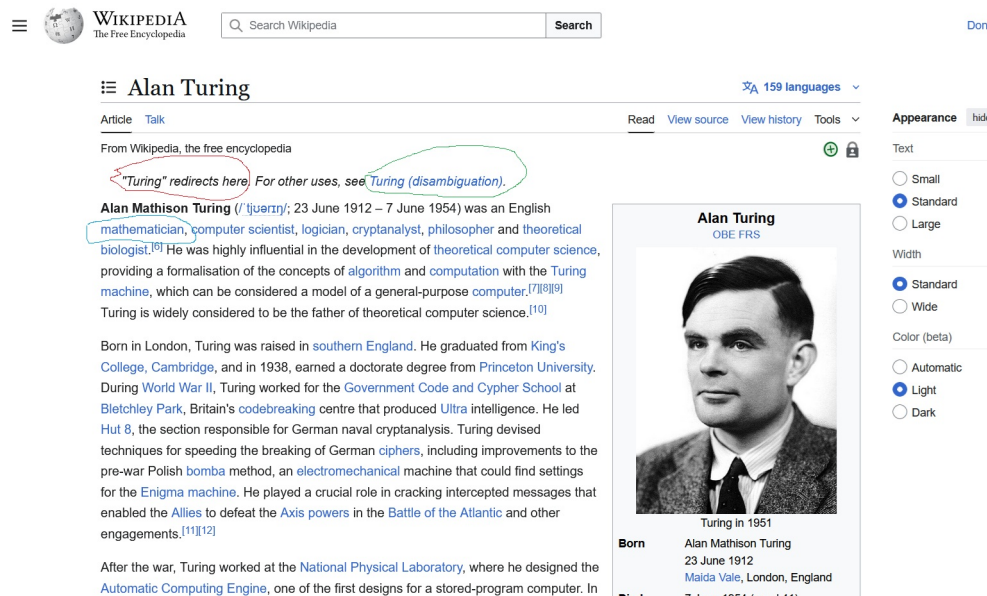 WIKIPEDIA
The Free Encyclopedia
Search Wikipedia
Search
Alan Turing
159 languages
Article Talk
Read View source View history Tools
From Wikipedia, the free encyclopedia
"Turing" redirects here. For other uses, see Turing (disambiguation).
Alan Mathison Turing (/ˈtjʊərɪŋ/; 23 June 1912 – 7 June 1954) was an English
mathematician, computer scientist, logician, cryptanalyst, philosopher and theoretical
biologist.[6] He was highly influential in the development of theoretical computer science,
providing a formalisation of the concepts of algorithm and computation with the Turing
machine, which can be considered a model of a general-purpose computer.[7][8][9]
Turing is widely considered to be the father of theoretical computer science.[10]
Born in London, Turing was raised in southern England. He graduated from King's
College, Cambridge, and in 1938, earned a doctorate degree from Princeton University.
During World War II, Turing worked for the Government Code and Cypher School at
Bletchley Park, Britain's codebreaking centre that produced Ultra intelligence. He led
Hut 8, the section responsible for German naval cryptanalysis. Turing devised
techniques for speeding the breaking of German ciphers, including improvements to the
pre-war Polish bomba method, an electromechanical machine that could find settings
for the Enigma machine. He played a crucial role in cracking intercepted messages that
enabled the Allies to defeat the Axis powers in the Battle of the Atlantic and other
engagements.[11][12]
After the war, Turing worked at the National Physical Laboratory, where he designed the
Automatic Computing Engine, one of the first designs for a stored-program computer. In
Alan Turing
OBE FRS
Turing in 1951
Born Alan Mathison Turing
23 June 1912
Maida Vale, London, England
Don
Appearance hide
Text
Small
Standard
Large
Width
Standard
Wide
Color (beta)
Automatic
Light
Dark